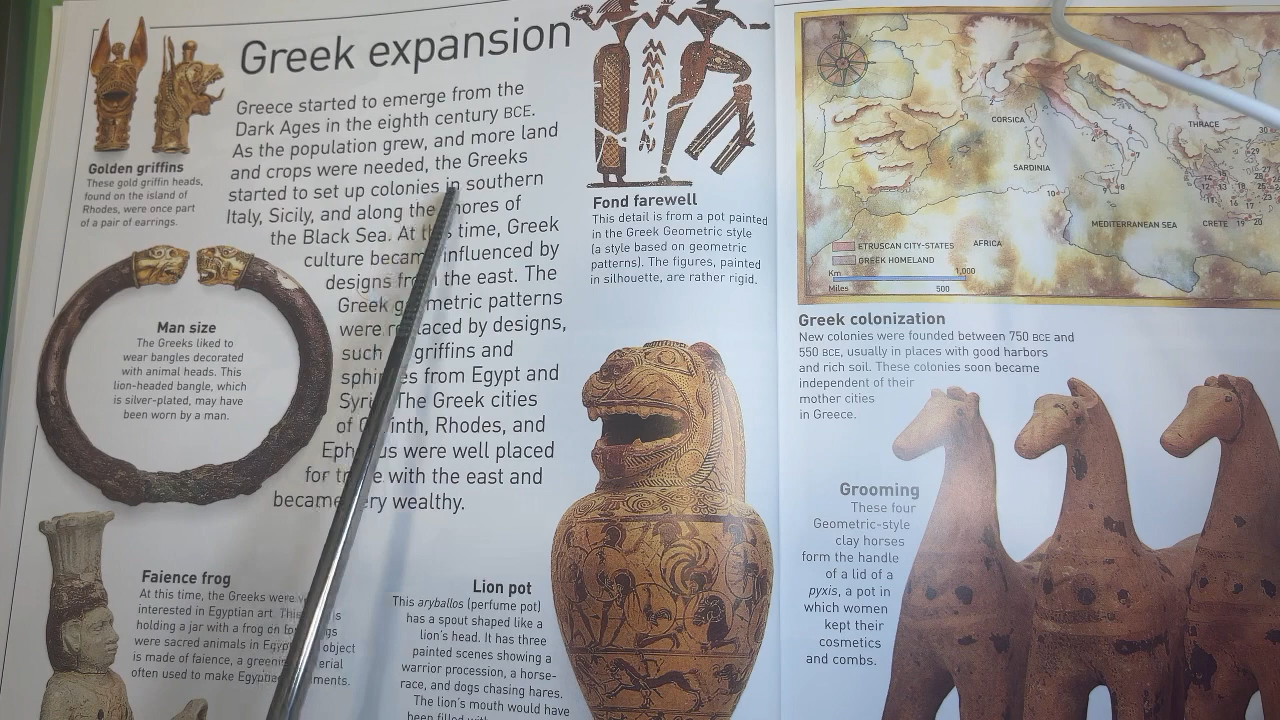 Greek expansion
Greece started to emerge from the
Dark Ages in the eighth century BCE.
As the population grew, and more land
and crops were needed, the Greeks
started to set up colonies in southern
Italy, Sicily, and along the shores of
the Black Sea. At this time, Greek
culture became influenced by
designs from the east. The
Greek geometric patterns
were replaced by designs,
such griffins and
sphinxes from Egypt and
Syria. The Greek cities
of Corinth, Rhodes, and
Ephesus were well placed
for trade with the east and
became very wealthy.
Golden griffins
These gold griffin heads,
found on the island of
Rhodes, were once part
of a pair of earrings.
Man size
The Greeks liked to
wear bangles decorated
with animal heads. This
lion-headed bangle, which
is silver-plated, may have
been worn by a man.
Faience frog
At this time, the Greeks were
interested in Egyptian art.
holding a jar with a frog on
were sacred animals in object
is made of faience, a
often used to make
Lion pot
This aryballos (perfume pot)
has a spout shaped like a
lion's head. It has three
painted scenes showing a
warrior procession, a horse-
race, and dogs chasing hares.
The lion's mouth would have
been filled with
Fond farewell
This detail is from a pot painted
in the Greek Geometric style
(a style based on geometric
patterns). The figures, painted
in silhouette, are rather rigid.
CORSICA
SARDINIA
THRACE
MEDITERRANEAN SEA
CRETE
AFRICA
ETRUSCAN CITY-STATES
GREEK HOMELAND
Km 1,000
Miles 500
Greek colonization
New colonies were founded between 750 BCE and
550 BCE, usually in places with good harbors
and rich soil. These colonies soon became
independent of their
mother cities
in Greece.
Grooming
These four
Geometric-style
clay horses
form the handle
of a lid of a
pyxis, a pot in
which women
kept their
cosmetics
and combs.